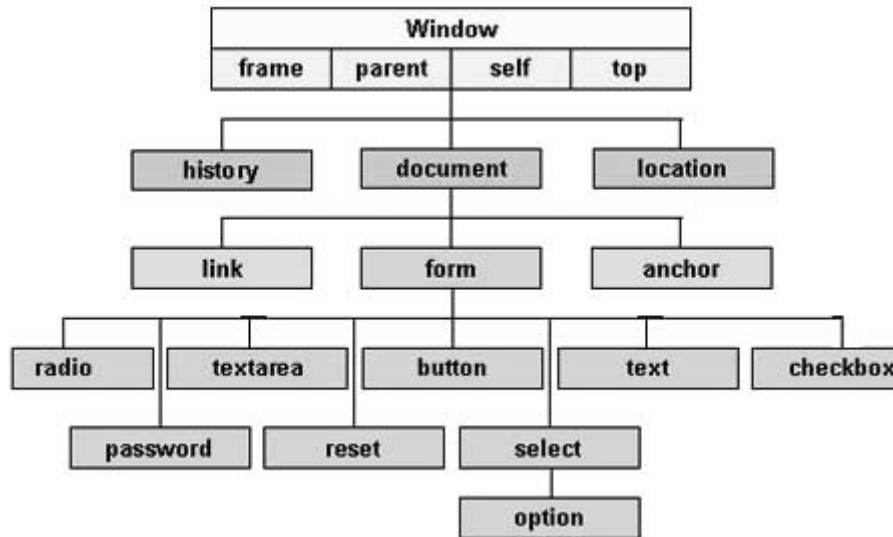 Window
frame parent self top
history document location
link form anchor
radio textarea button text checkbox
password reset select
option